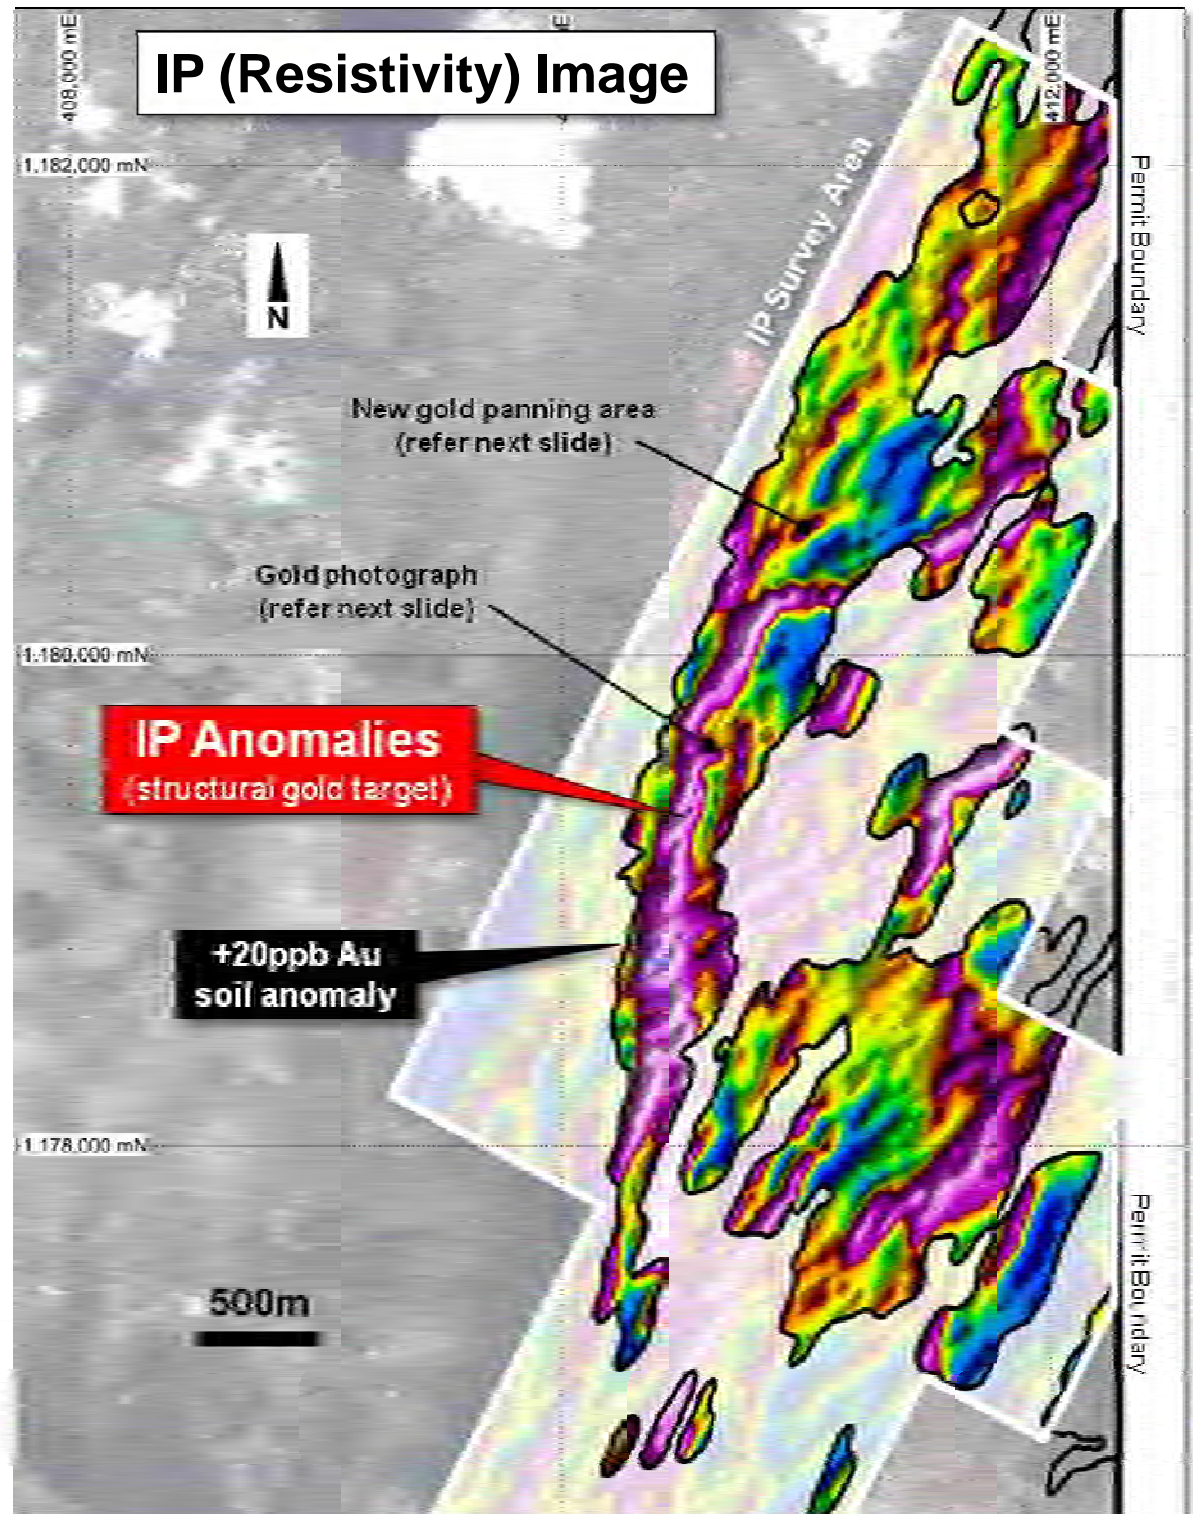 IP (Resistivity) Image
408,000 mE
412,000 mE
1,182,000 mN
Permit Boundary
IP Survey Area
N
New gold panning area
(refer next slide)
Gold photograph
(refer next slide)
1,180,000 mN
IP Anomalies
(structural gold target)
+20ppb Au
soil anomaly
1,178,000 mN
Permit Boundary
500m